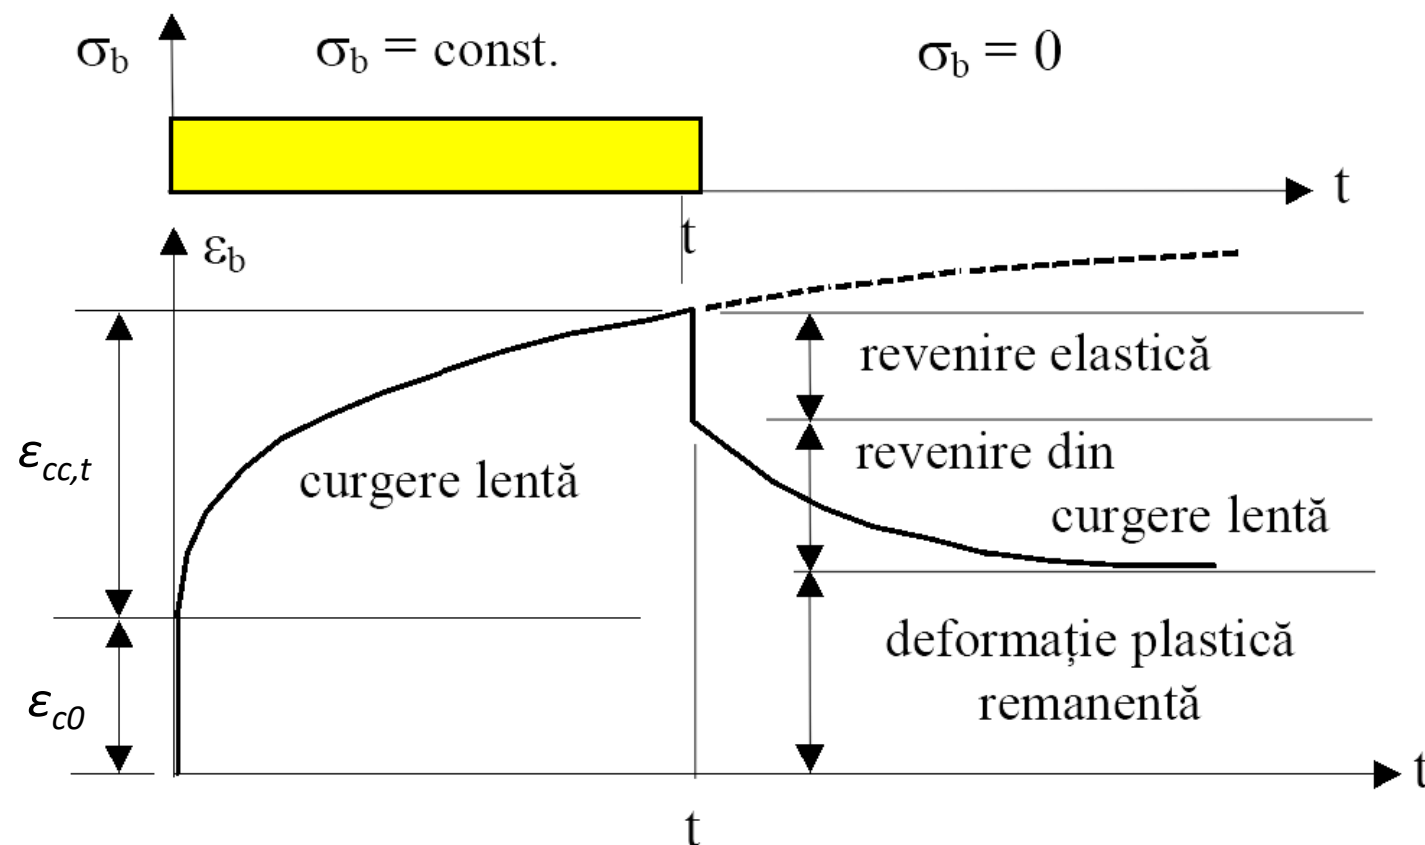 σb
σb = const.
σb = 0
t
t
εb
revenire elastică
εcc,t
curgere lentă
revenire din
curgere lentă
deformație plastică
remanentă
εc0
t
t